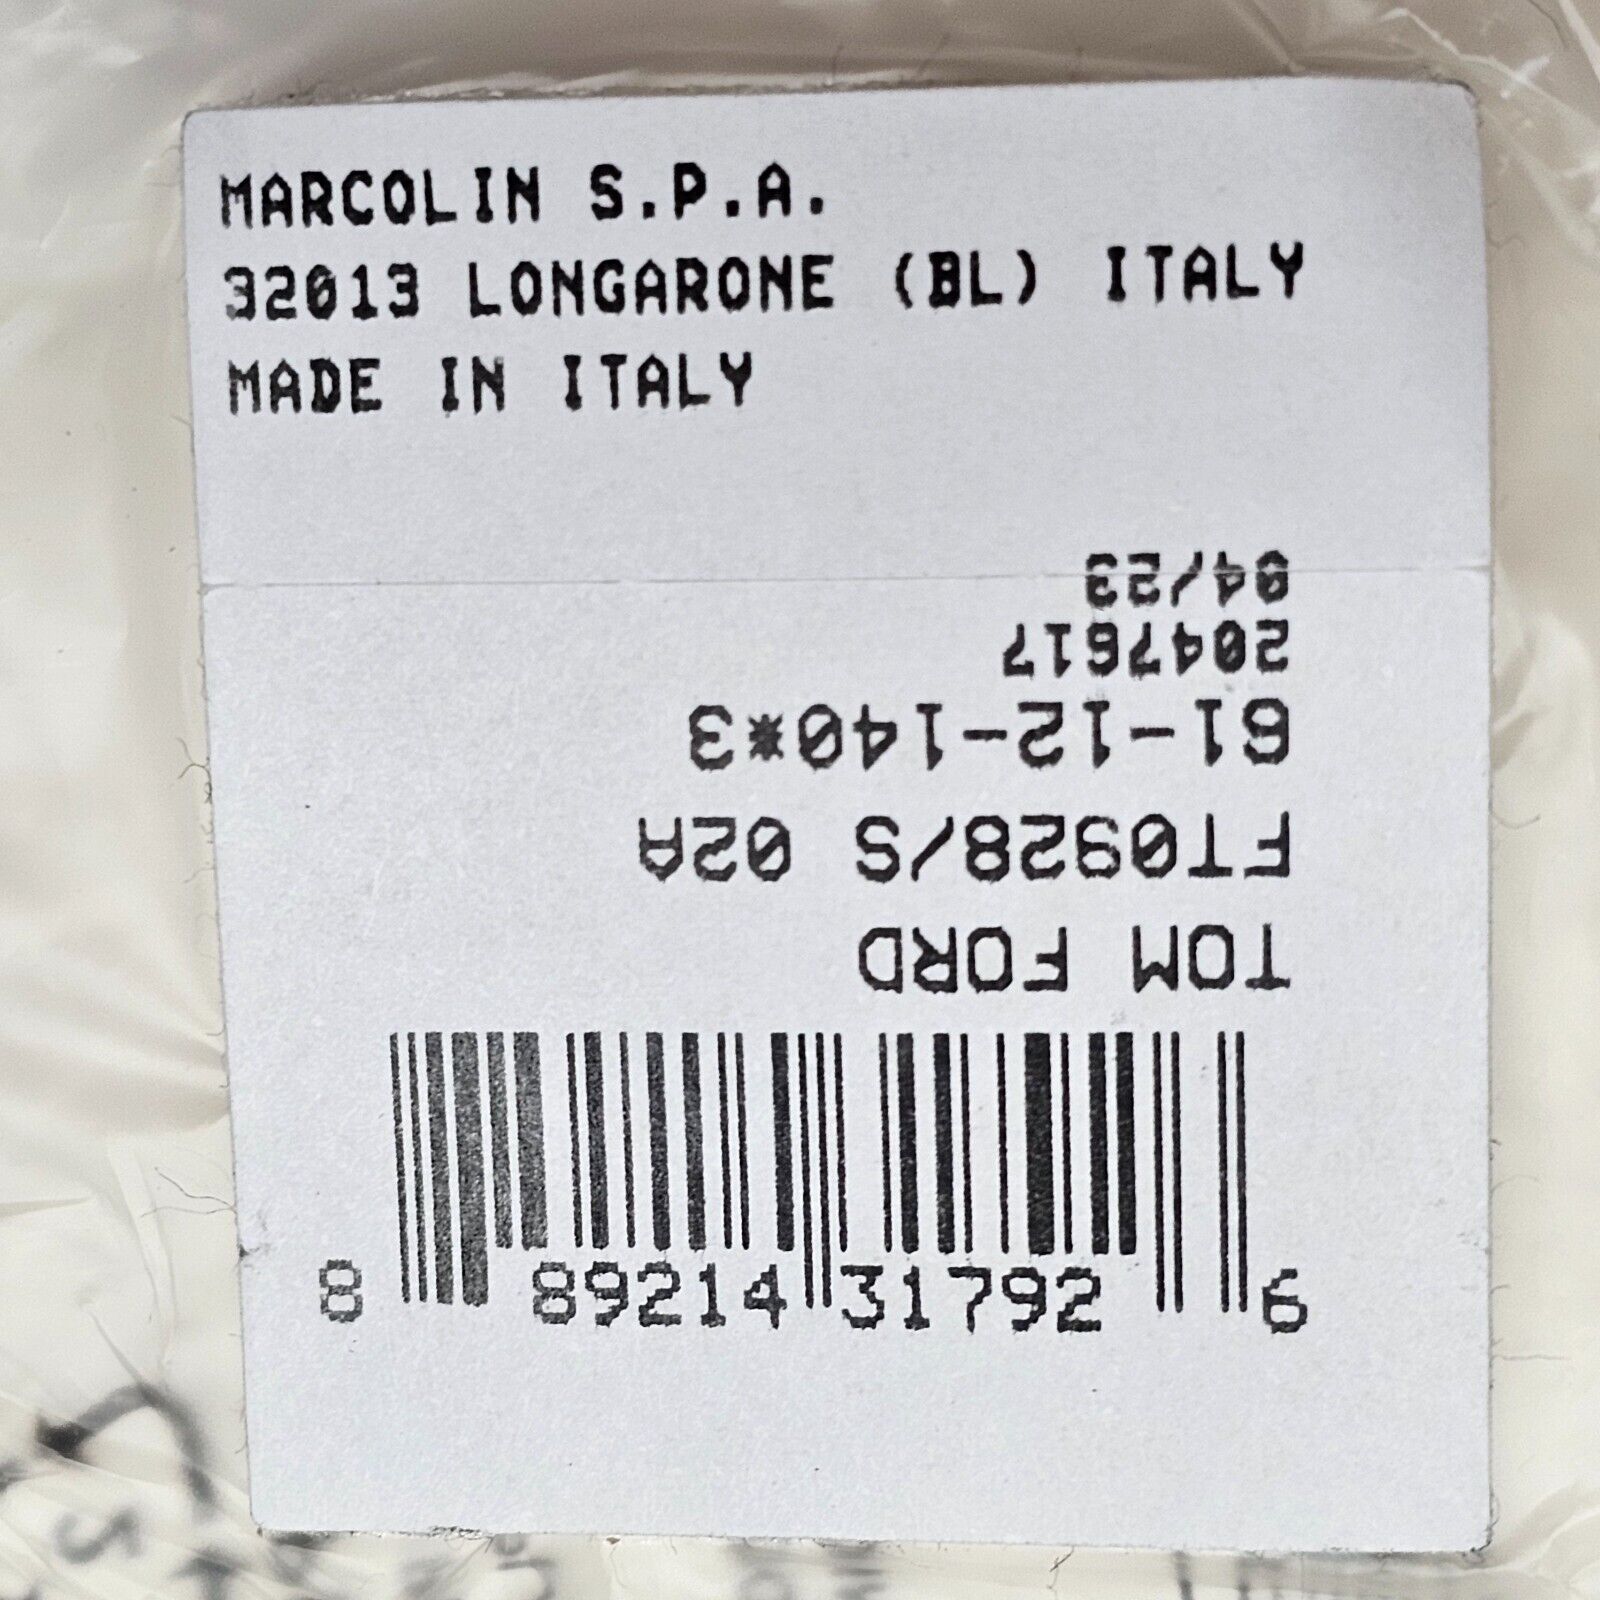 MARCOLIN S.P.A.
32013 LONGARONE (BL) ITALY
MADE IN ITALY
TOM FORD
FT0928/S 02A
61-12-140*3
2047617
04/23
8 89214 31792 6